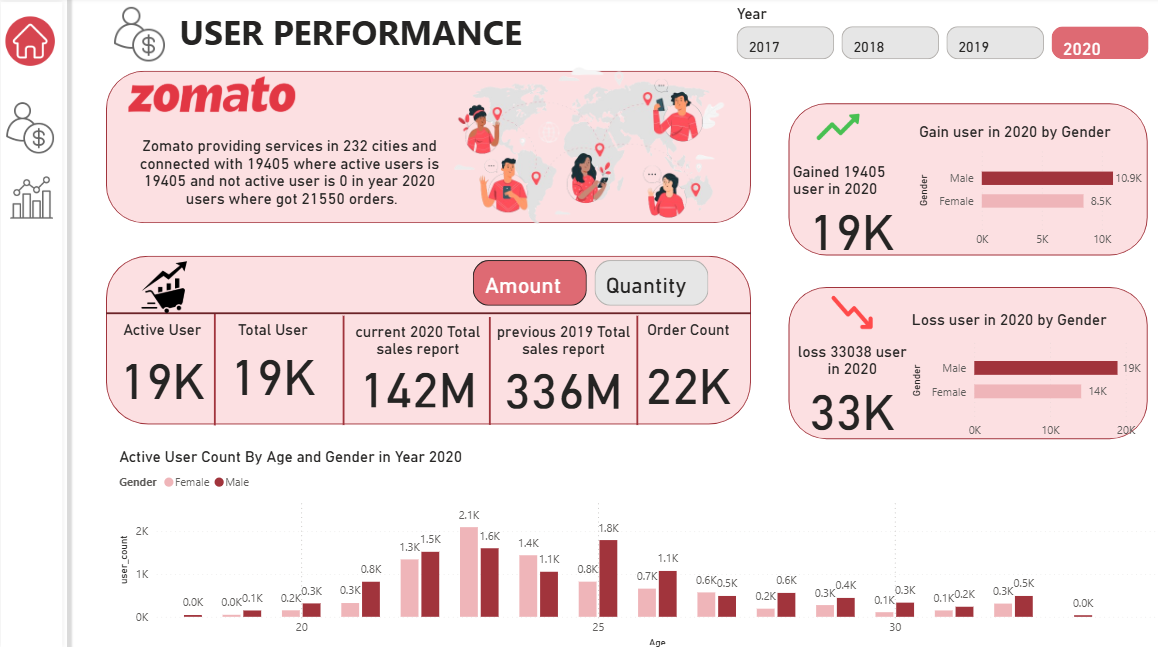 USER PERFORMANCE
Year
2017
2018
2019
2020
zomato
Zomato providing services in 232 cities and
connected with 19405 where active users is
19405 and not active user is 0 in year 2020
users where got 21550 orders.
Gain user in 2020 by Gender
Gained 19405
user in 2020
19K
Gender
Male
10.9K
Female
8.5K
0K
5K
10K
Amount
Quantity
Active User
19K
Total User
19K
current 2020 Total
sales report
142M
previous 2019 Total
sales report
336M
Order Count
22K
Loss user in 2020 by Gender
loss 33038 user
in 2020
33K
Gender
Male
19K
Female
14K
0K
10K
20K
Active User Count By Age and Gender in Year 2020
Gender
Female
Male
user_count
2K
1K
0K
0.0K
0.0K
0.1K
0.2K
0.3K
0.3K
0.8K
1.3K
1.5K
2.1K
1.6K
1.4K
1.1K
0.8K
1.8K
0.7K
1.1K
0.6K
0.5K
0.2K
0.6K
0.3K
0.4K
0.1K
0.3K
0.1K
0.2K
0.3K
0.5K
0.0K
20
25
30
Age